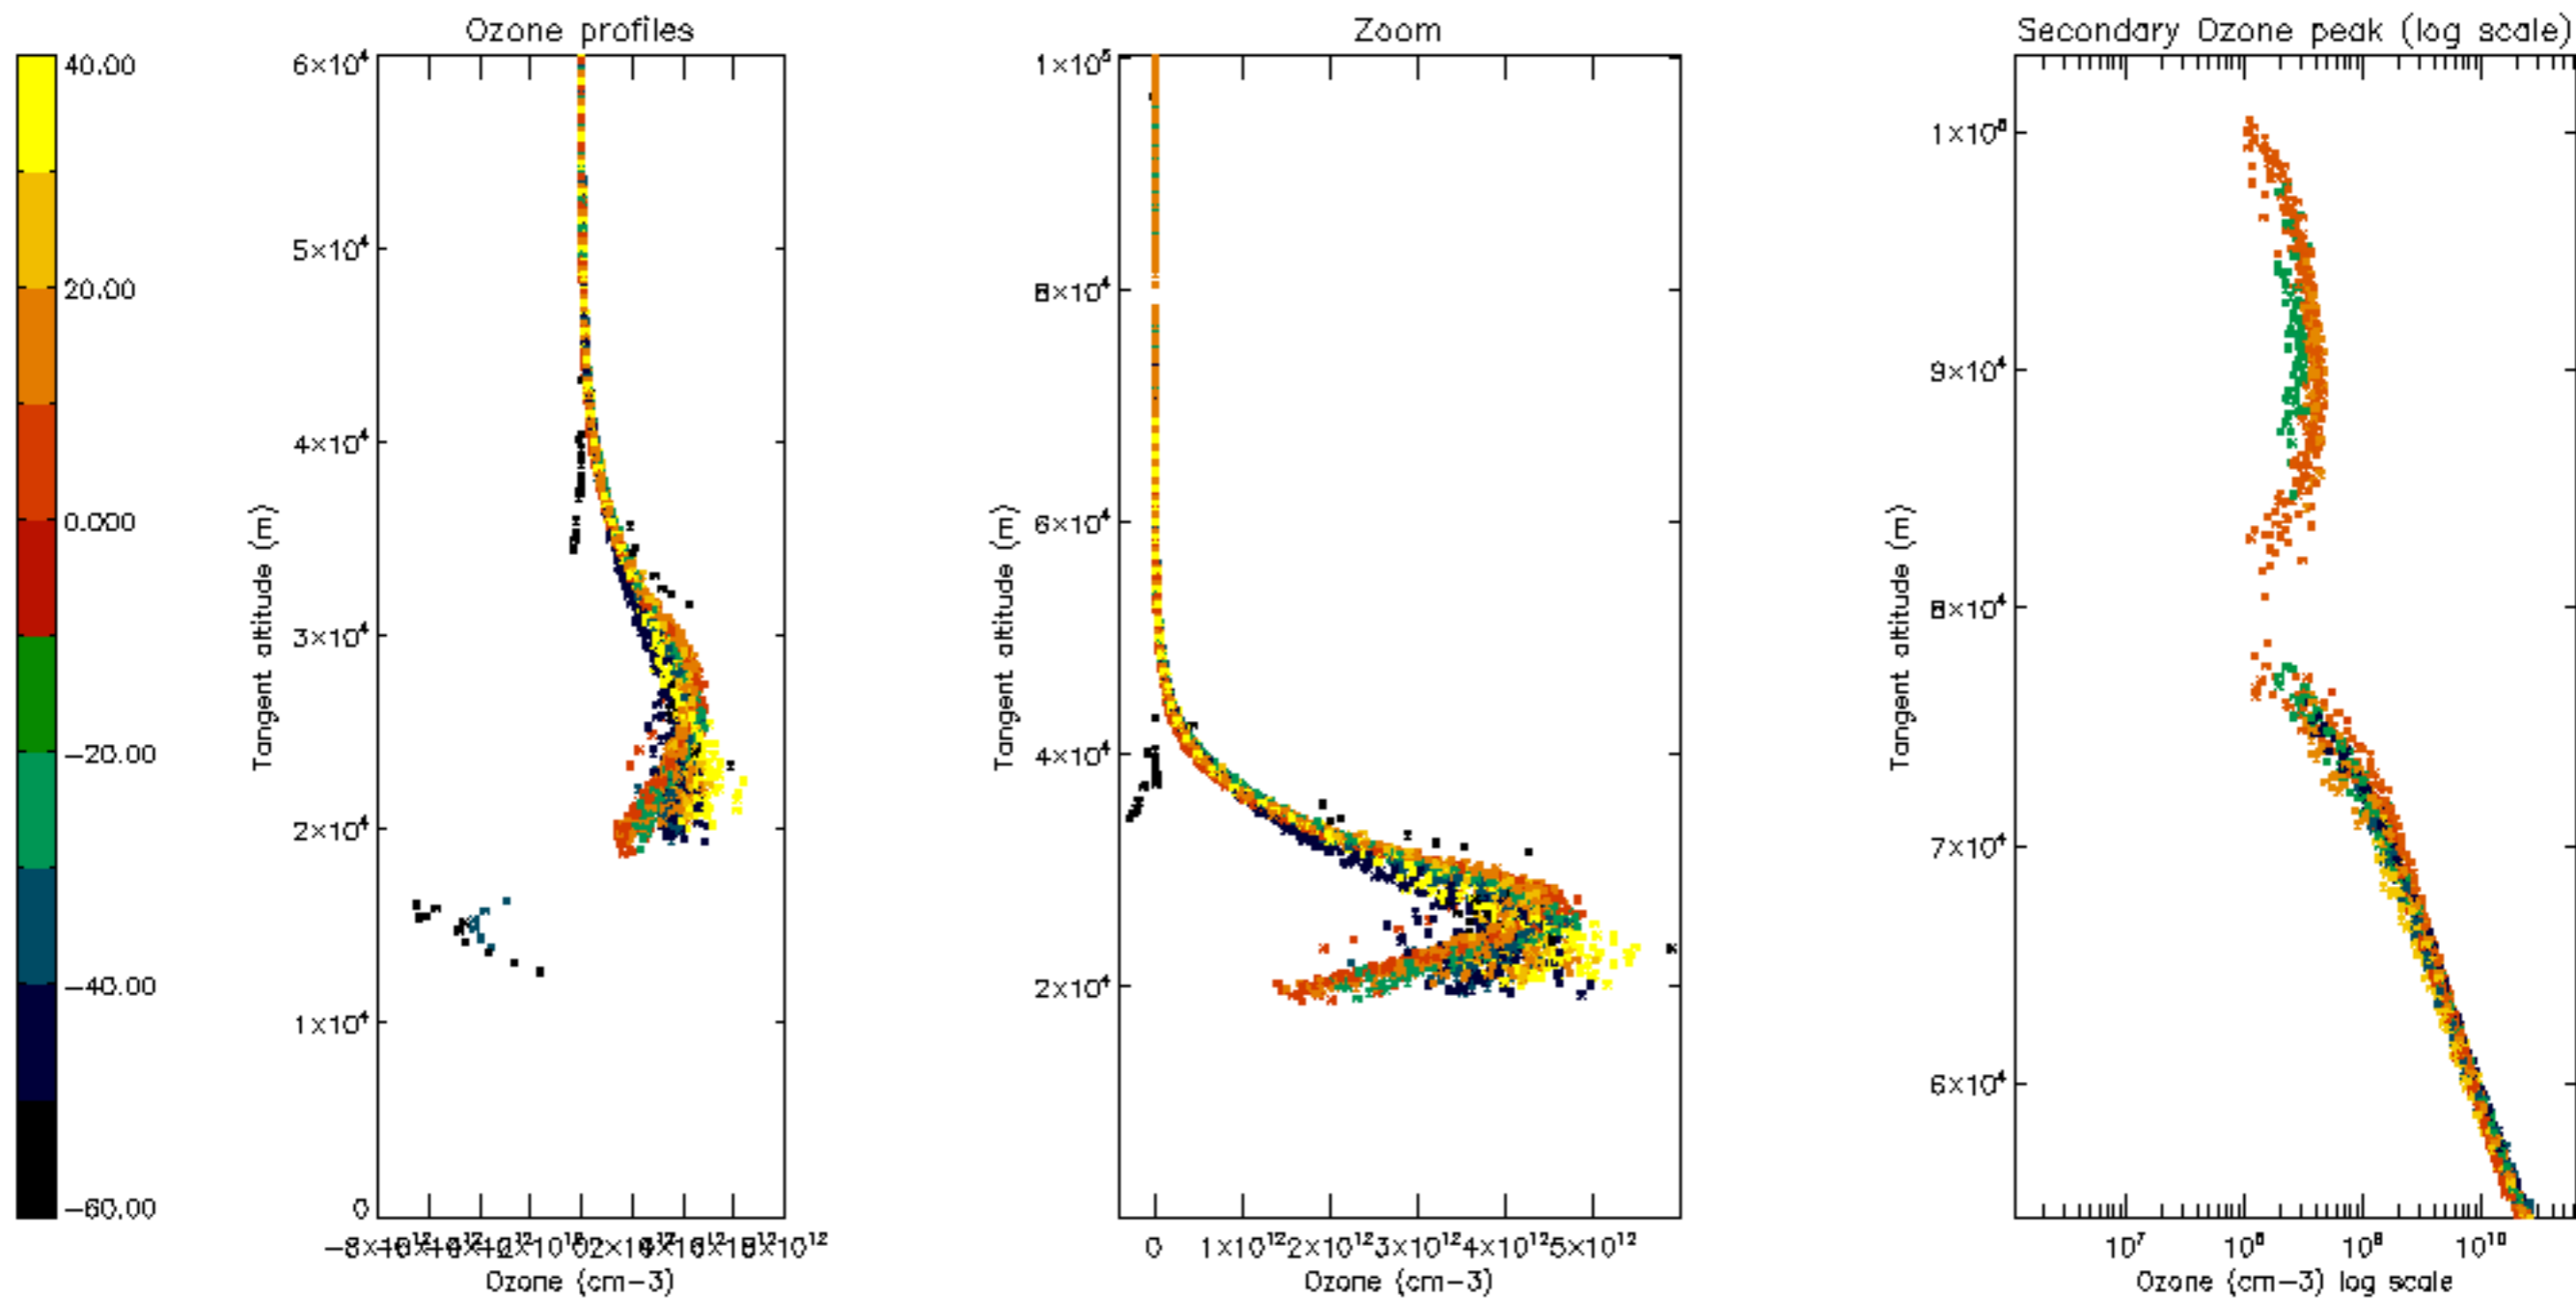 Ozone profiles
Zoom
Secondary Ozone peak (log scale)
40.00
20.00
0.000
−20.00
−40.00
−60.00
Tangent altitude (m)
6×10⁴
5×10⁴
4×10⁴
3×10⁴
2×10⁴
1×10⁴
0
8×10¹²
Ozone (cm−3)
Tangent altitude (m)
1×10⁵
8×10⁴
6×10⁴
4×10⁴
2×10⁴
0 1×10¹² 2×10¹² 3×10¹² 4×10¹² 5×10¹²
Ozone (cm−3)
Tangent altitude (m)
9×10⁴
8×10⁴
7×10⁴
6×10⁴
10⁷ 10⁸ 10⁹ 10¹⁰
Ozone (cm−3) log scale